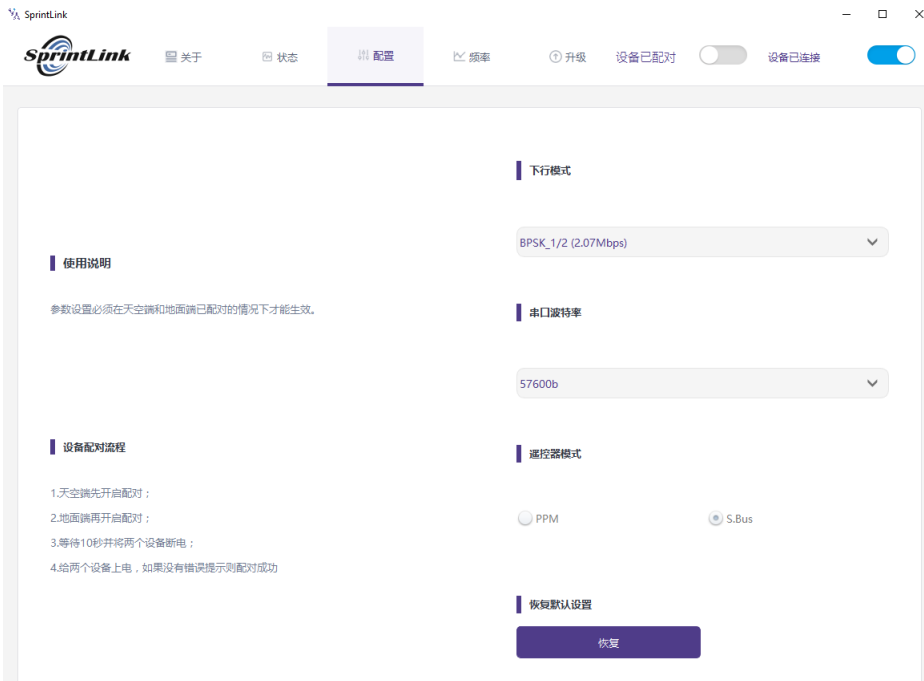 SprintLink
SprintLink
关于
状态
配置
频率
升级
设备已配对
设备已连接
使用说明
参数设置必须在天空端和地面端已配对的情况下才能生效。
设备配对流程
1.天空端先开启配对；
2.地面端再开启配对；
3.等待10秒并将两个设备断电；
4.给两个设备上电，如果没有错误提示则配对成功
下行模式
BPSK_1/2 (2.07Mbps)
串口波特率
57600b
遥控器模式
PPM
S.Bus
恢复默认设置
恢复